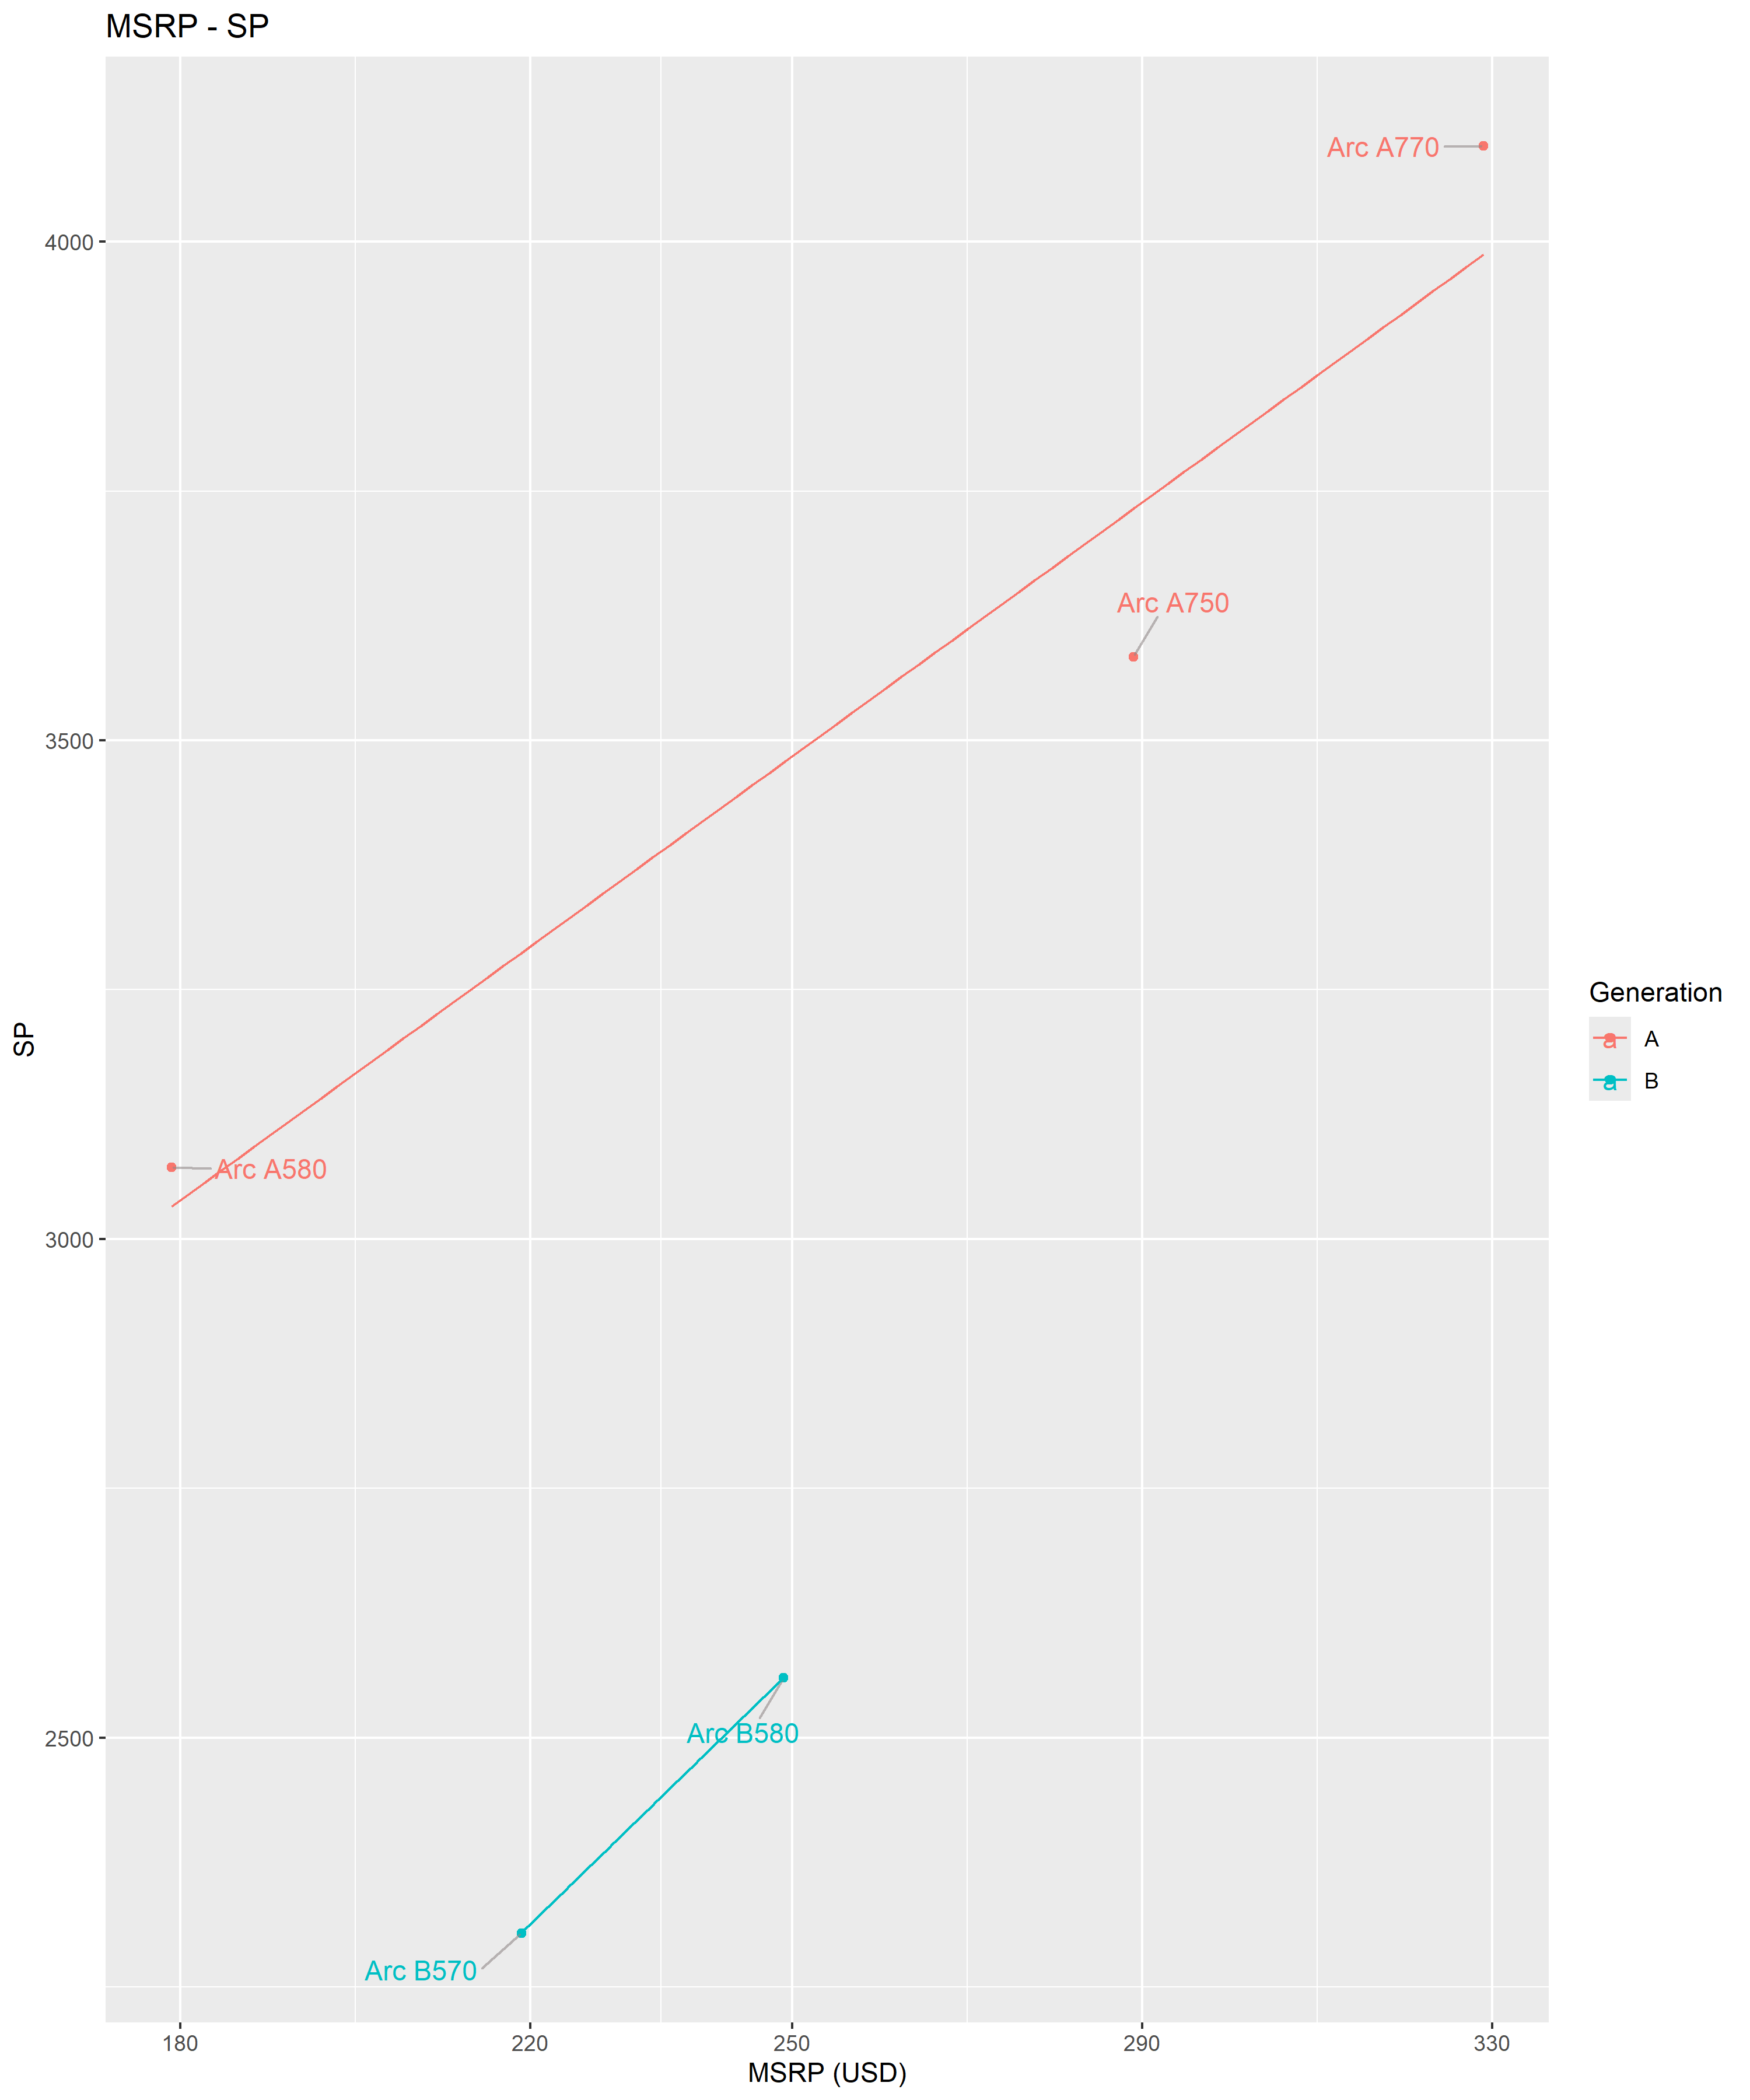 MSRP - SP
Arc A770
4000
Arc A750
3500
Generation
SP
a A
a B
Arc A580
3000
Arc B580
2500
Arc B570
180 220 250 290 330
MSRP (USD)